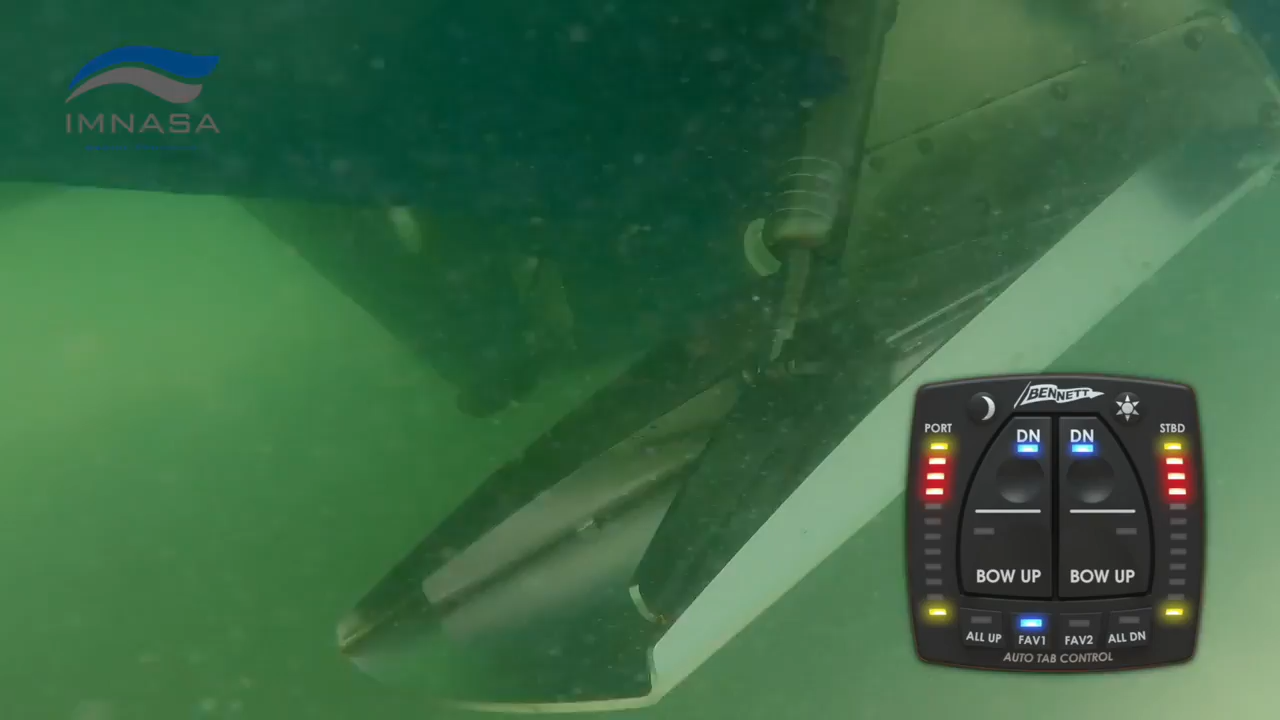 IMNASA
BENNETT
PORT
STBD
DN
DN
BOW UP
BOW UP
ALL UP
FAV1
FAV2
ALL DN
AUTO TAB CONTROL